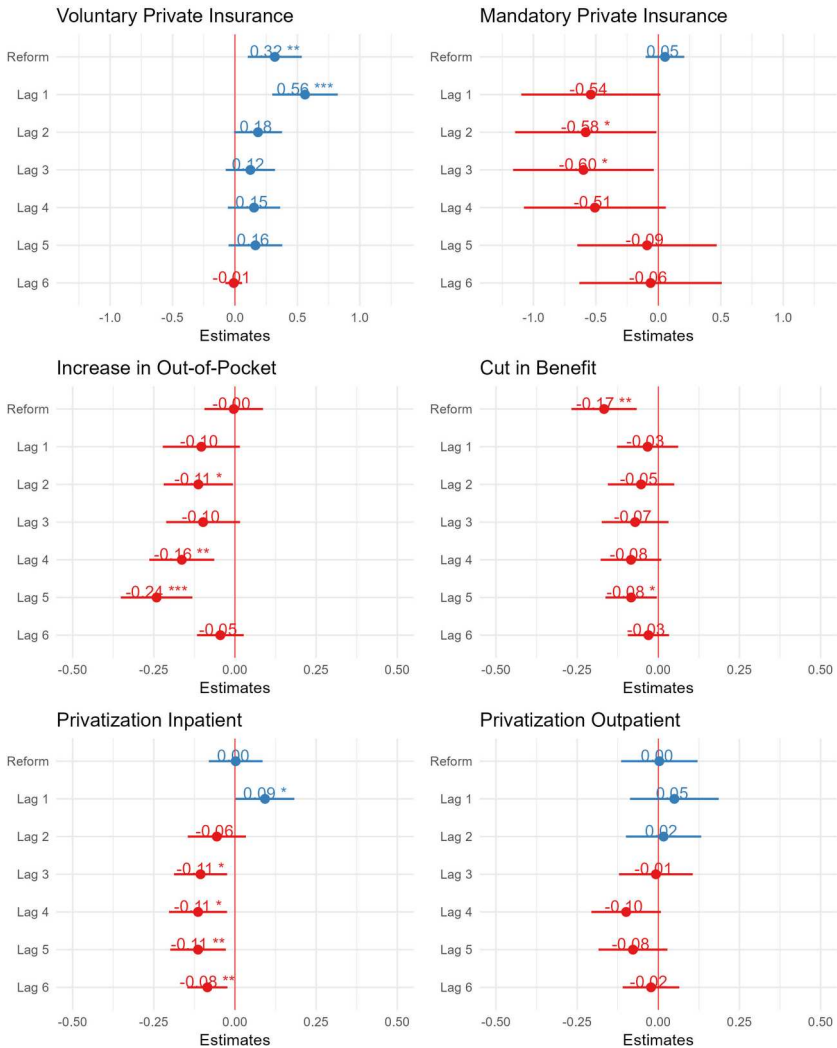 Voluntary Private Insurance
Reform
0.32 **
Lag 1
0.56 ***
Lag 2
0.18
Lag 3
0.12
Lag 4
0.15
Lag 5
0.16
Lag 6
-0.01
-1.0 -0.5 0.0 0.5 1.0
Estimates
Mandatory Private Insurance
Reform
0.05
Lag 1
-0.54
Lag 2
-0.58 *
Lag 3
-0.60 *
Lag 4
-0.51
Lag 5
-0.09
Lag 6
-0.06
-1.0 -0.5 0.0 0.5 1.0
Estimates
Increase in Out-of-Pocket
Reform
-0.00
Lag 1
-0.10
Lag 2
-0.11 *
Lag 3
-0.10
Lag 4
-0.16 **
Lag 5
-0.24 ***
Lag 6
-0.05
-0.50 -0.25 0.00 0.25 0.50
Estimates
Cut in Benefit
Reform
-0.17 **
Lag 1
-0.03
Lag 2
-0.05
Lag 3
-0.07
Lag 4
-0.08
Lag 5
-0.08 *
Lag 6
-0.03
-0.50 -0.25 0.00 0.25 0.50
Estimates
Privatization Inpatient
Reform
0.00
Lag 1
0.09 *
Lag 2
-0.06
Lag 3
-0.11 *
Lag 4
-0.11 *
Lag 5
-0.11 **
Lag 6
-0.08 **
-0.50 -0.25 0.00 0.25 0.50
Estimates
Privatization Outpatient
Reform
0.00
Lag 1
0.05
Lag 2
0.02
Lag 3
-0.01
Lag 4
-0.10
Lag 5
-0.08
Lag 6
-0.02
-0.50 -0.25 0.00 0.25 0.50
Estimates